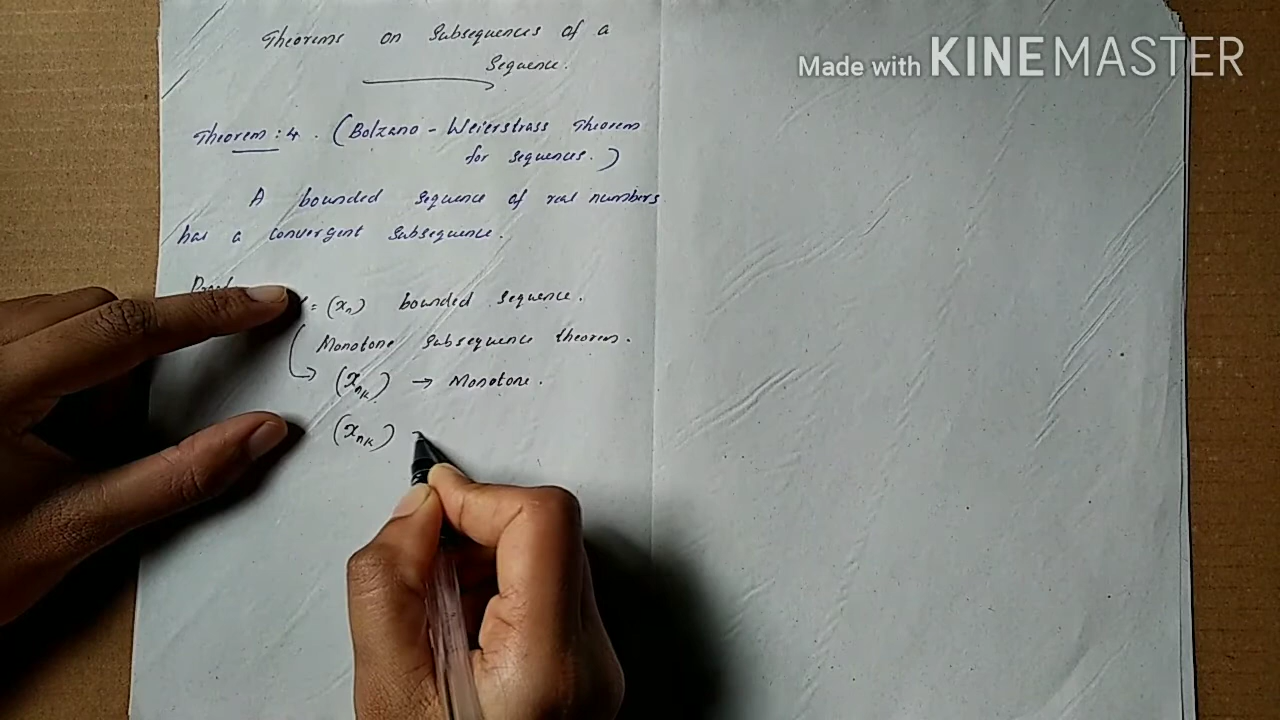 Theorems on Subsequences of a
Sequence.
Made with KINEMASTER
Theorem : 4 . (Bolzano - Weierstrass Theorem
for sequences.)
A bounded sequence of real numbers
has a convergent subsequence.
Proof
= (xₙ) bounded sequence.
Monotone subsequence theorem.
(xₙₖ) → Monotone.
(xₙₖ)